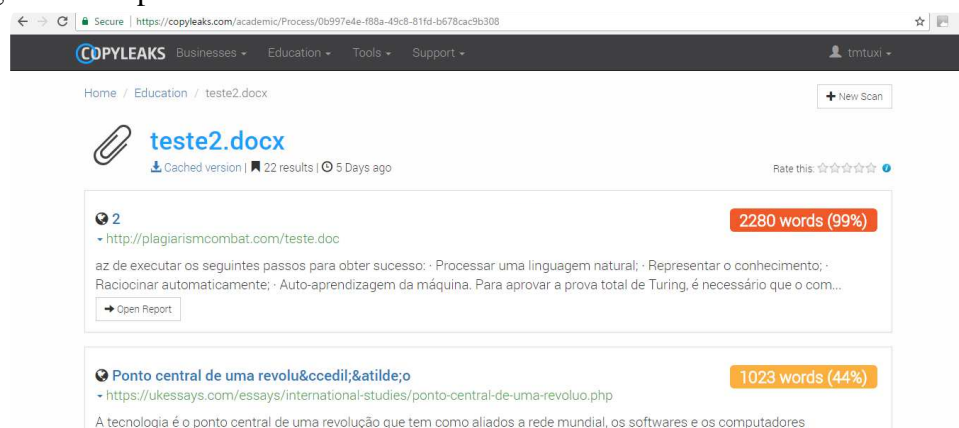 Secure | https://copyleaks.com/academic/Process/0b997e4e-f88a-49c8-81fd-b678cac9b308
COPYLEAKS Businesses Education Tools Support tmtuxi
Home / Education / teste2.docx + New Scan
teste2.docx
Cached version | 22 results | 5 Days ago Rate this:
2 2280 words (99%)
http://plagiarismcombat.com/teste.doc
az de executar os seguintes passos para obter sucesso: · Processar uma linguagem natural; · Representar o conhecimento; ·
Raciocinar automaticamente; · Auto-aprendizagem da máquina. Para aprovar a prova total de Turing, é necessário que o com...
Open Report
Ponto central de uma revolu&ccedil;&atilde;o 1023 words (44%)
https://ukessays.com/essays/international-studies/ponto-central-de-uma-revoluo.php
A tecnologia é o ponto central de uma revolução que tem como aliados a rede mundial, os softwares e os computadores